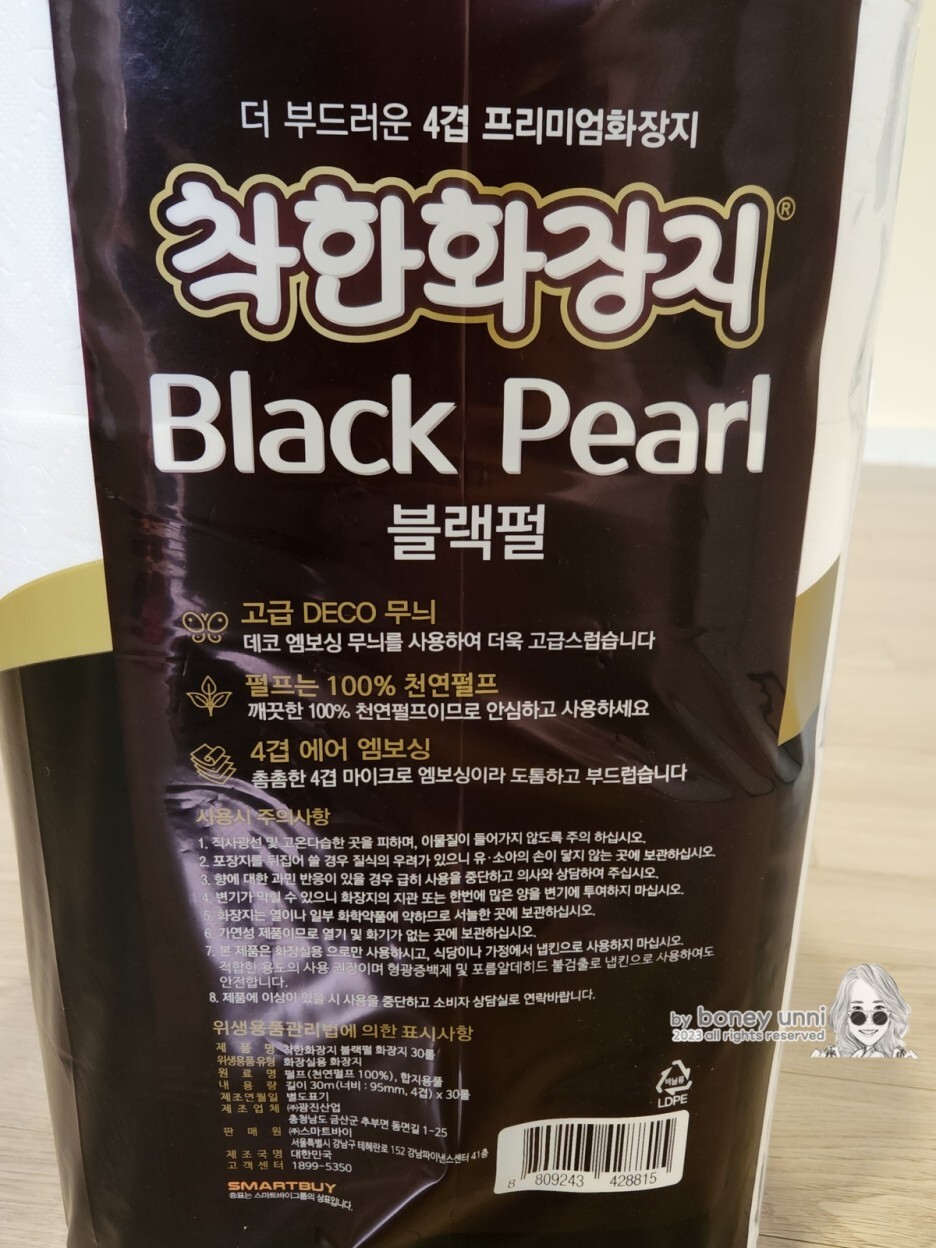 더 부드러운 4겹 프리미엄화장지
착한화장지®
Black Pearl
블랙펄
고급 DECO 무늬
데코 엠보싱 무늬를 사용하여 더욱 고급스럽습니다
펄프는 100% 천연펄프
깨끗한 100% 천연펄프이므로 안심하고 사용하세요
4겹 에어 엠보싱
촘촘한 4겹 마이크로 엠보싱이라 도톰하고 부드럽습니다
사용시 주의사항
1. 직사광선 및 고온다습한 곳을 피하며, 이물질이 들어가지 않도록 주의 하십시오.
2. 포장지를 뒤집어 쓸 경우 질식의 우려가 있으니 유·소아의 손이 닿지 않는 곳에 보관하십시오.
3. 향에 대한 과민 반응이 있을 경우 급히 사용을 중단하고 의사와 상담하여 주십시오.
4. 변기가 막힐 수 있으니 화장지의 지관 또는 한번에 많은 양을 변기에 투여하지 마십시오.
5. 화장지는 열이나 일부 화학약품에 약하므로 서늘한 곳에 보관하십시오.
6. 가연성 제품이므로 열기 및 화기가 없는 곳에 보관하십시오.
7. 본 제품은 화장실용 으로만 사용하시고, 식당이나 가정에서 냅킨으로 사용하지 마십시오.
적합한 용도의 사용 권장이며 형광증백제 및 포름알데히드 불검출로 냅킨으로 사용하여도
안전합니다.
8. 제품에 이상이 있을 시 사용을 중단하고 소비자 상담실로 연락바랍니다.
위생용품관리법에 의한 표시사항
제 품 명 착한화장지 블랙펄 화장지 30롤
위생용품유형 화장실용 화장지
원 료 명 펄프(천연펄프 100%), 합지용풀
내 용 량 길이 30m(너비 : 95mm, 4겹) x 30롤
제조연월일 별도표기
제 조 업 체 ㈜광진산업
충청남도 금산군 추부면 동면길 1-25
판 매 원 ㈜스마트바이
서울특별시 강남구 테헤란로 152 강남파이낸스센터 41층
제 조 국 명 대한민국
고 객 센 터 1899-5350
SMARTBUY
상표는 스마트바이그룹의 상표입니다.
비닐류
LDPE
8 809243 428815
by boney unni
2023 all rights reserved